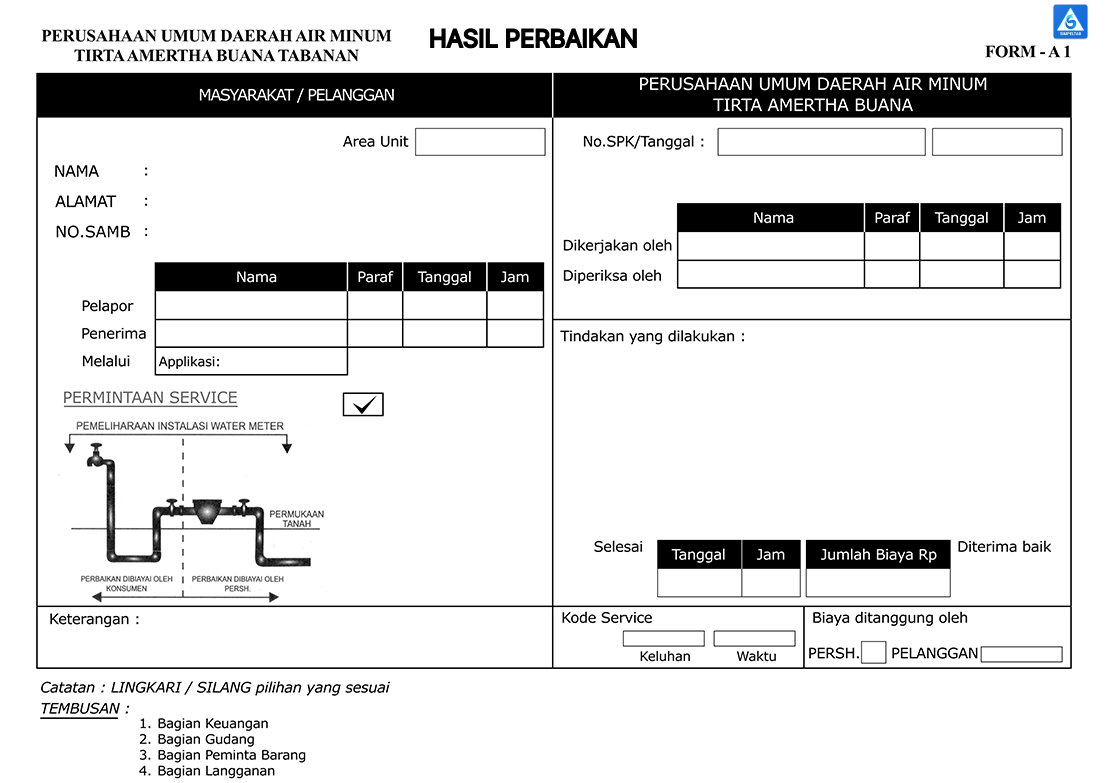 PERUSAHAAN UMUM DAERAH AIR MINUM
TIRTA AMERTHA BUANA TABANAN
HASIL PERBAIKAN
SIMPELTAB
FORM - A 1
MASYARAKAT / PELANGGAN
Area Unit
NAMA :
ALAMAT :
NO.SAMB :
Nama Paraf Tanggal Jam
Pelapor
Penerima
Melalui Applikasi:
PERMINTAAN SERVICE
PEMELIHARAAN INSTALASI WATER METER
PERMUKAAN
TANAH
PERBAIKAN DIBIAYAI OLEH
KONSUMEN
PERBAIKAN DIBIAYAI OLEH
PERSH.
Keterangan :
PERUSAHAAN UMUM DAERAH AIR MINUM
TIRTA AMERTHA BUANA
No.SPK/Tanggal :
Nama Paraf Tanggal Jam
Dikerjakan oleh
Diperiksa oleh
Tindakan yang dilakukan :
Selesai Tanggal Jam Jumlah Biaya Rp Diterima baik
Kode Service
Keluhan Waktu
Biaya ditanggung oleh
PERSH. PELANGGAN
Catatan : LINGKARI / SILANG pilihan yang sesuai
TEMBUSAN :
1. Bagian Keuangan
2. Bagian Gudang
3. Bagian Peminta Barang
4. Bagian Langganan